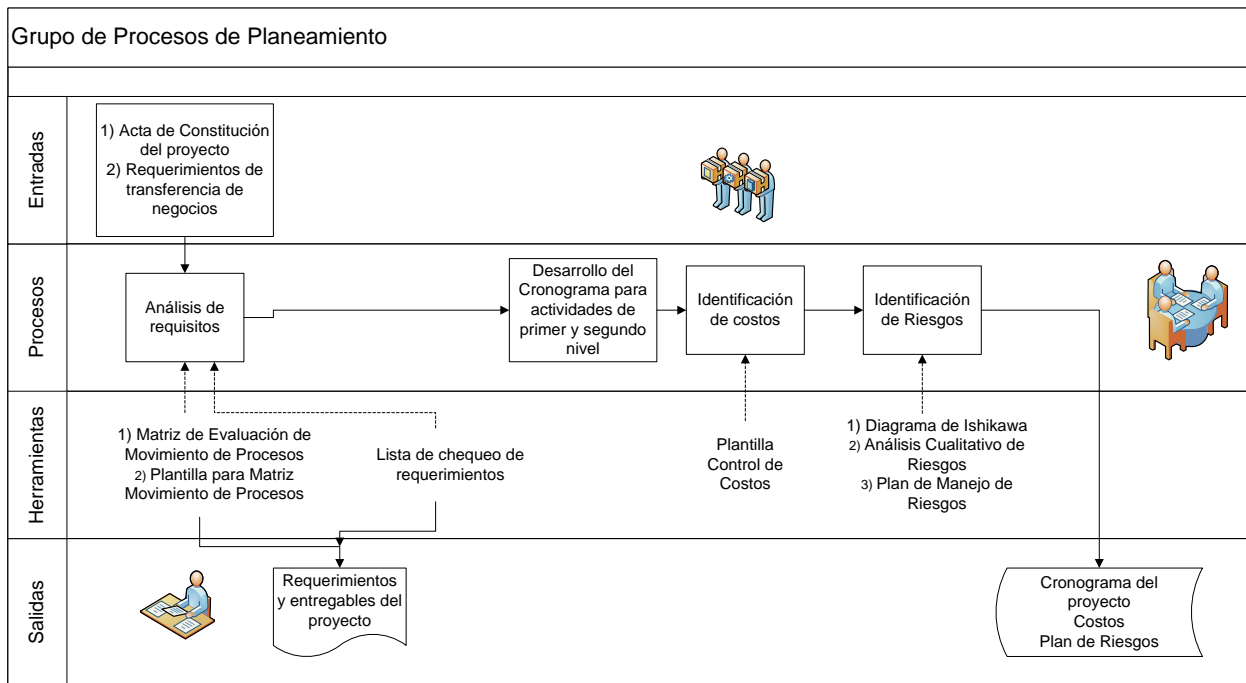 Grupo de Procesos de Planeamiento
Entradas
1) Acta de Constitución
del proyecto
2) Requerimientos de
transferencia de
negocios
Procesos
Análisis de
requisitos
Desarrollo del
Cronograma para
actividades de
primer y segundo
nivel
Identificación
de costos
Identificación
de Riesgos
Herramientas
1) Matriz de Evaluación de
Movimiento de Procesos
2) Plantilla para Matriz
Movimiento de Procesos
Lista de chequeo de
requerimientos
Plantilla
Control de
Costos
1) Diagrama de Ishikawa
2) Análisis Cualitativo de
Riesgos
3) Plan de Manejo de
Riesgos
Salidas
Requerimientos
y entregables del
proyecto
Cronograma del
proyecto
Costos
Plan de Riesgos